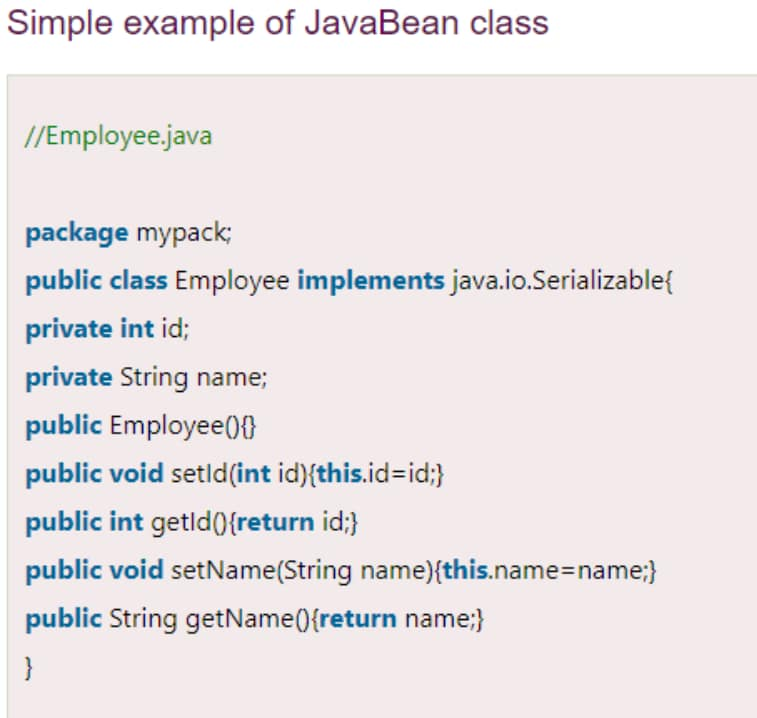 Simple example of JavaBean class
//Employee.java
package mypack;
public class Employee implements java.io.Serializable{
private int id;
private String name;
public Employee(){}
public void setId(int id){this.id=id;}
public int getId(){return id;}
public void setName(String name){this.name=name;}
public String getName(){return name;}
}